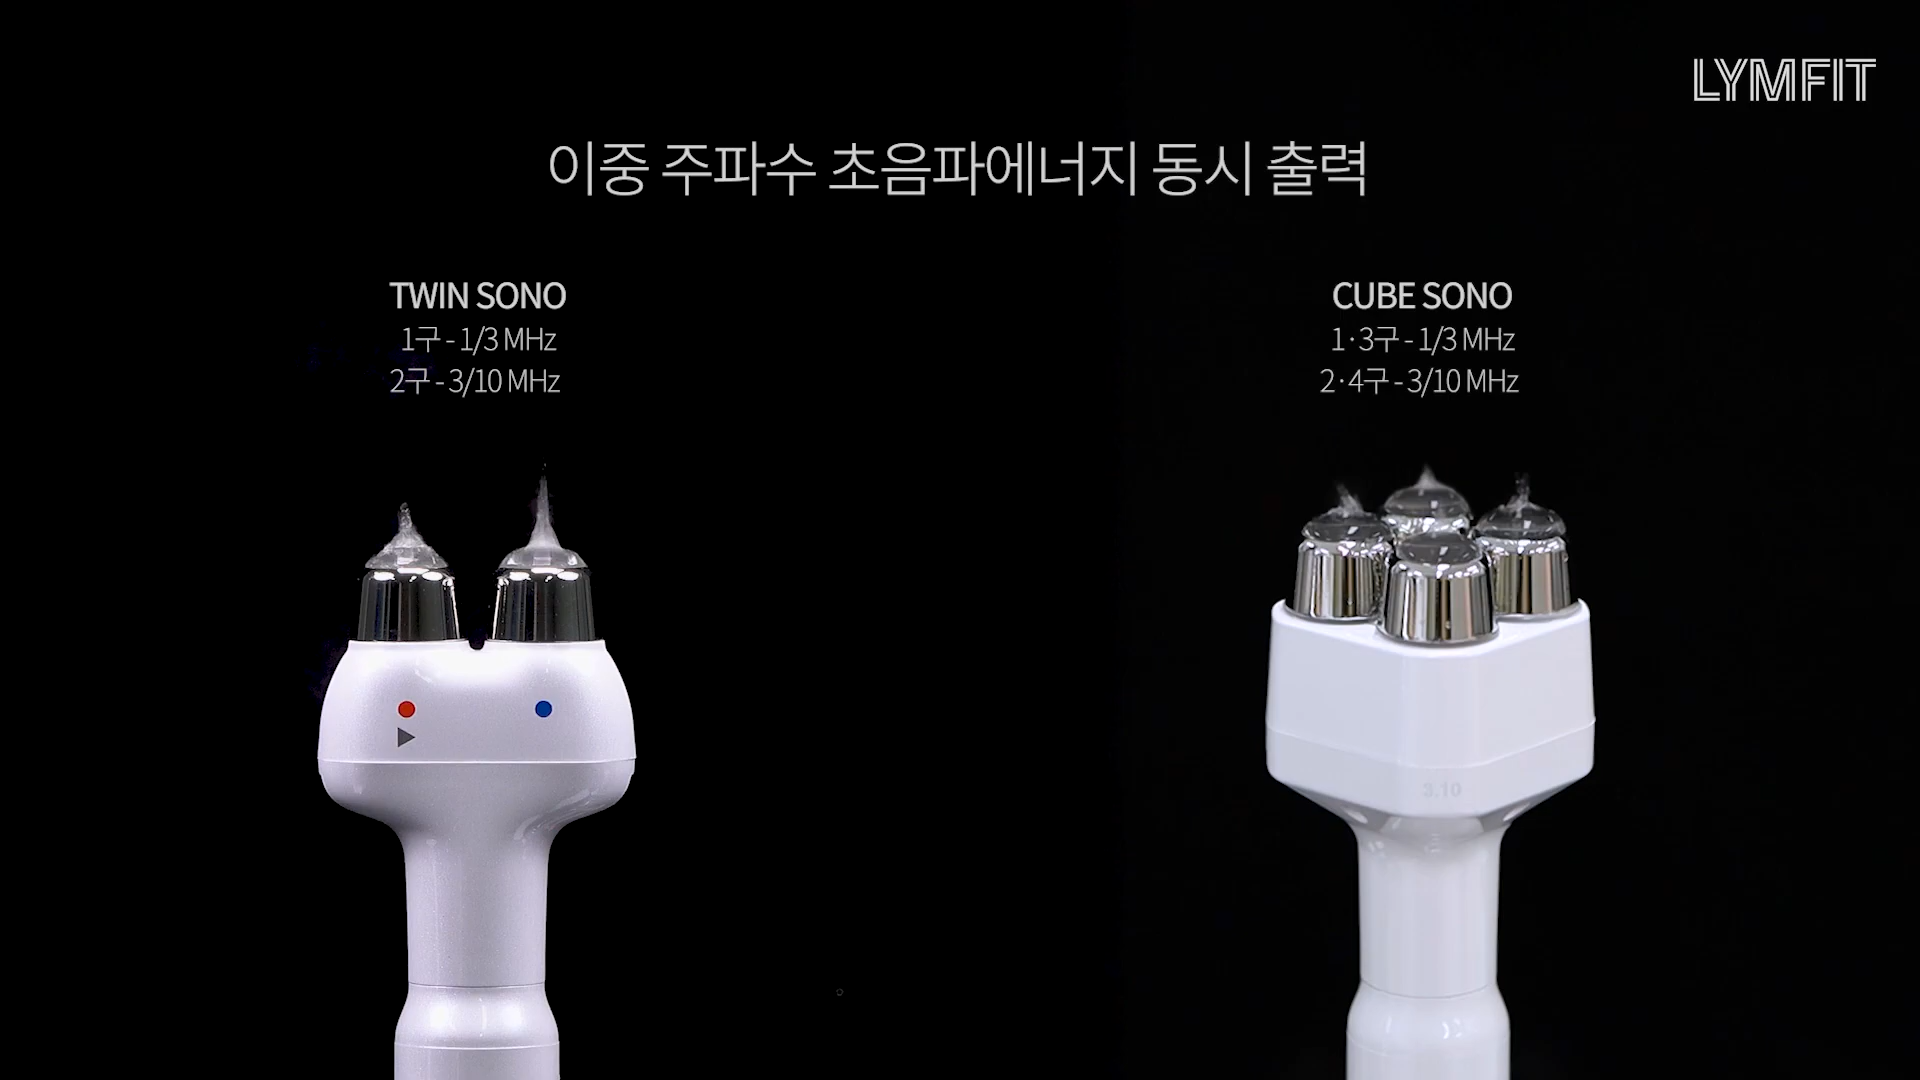 LYMFIT
이중 주파수 초음파에너지 동시 출력
TWIN SONO
1구 - 1/3 MHz
2구 - 3/10 MHz
CUBE SONO
1·3구 - 1/3 MHz
2·4구 - 3/10 MHz
3.10